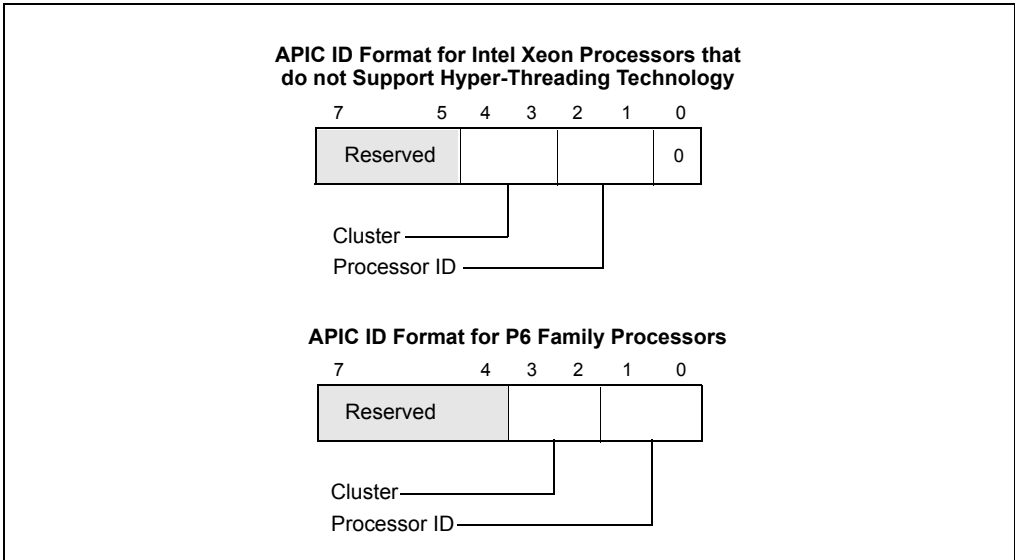 APIC ID Format for Intel Xeon Processors that
do not Support Hyper-Threading Technology
7 5 4 3 2 1 0
Reserved 0
Cluster
Processor ID
APIC ID Format for P6 Family Processors
7 4 3 2 1 0
Reserved
Cluster
Processor ID